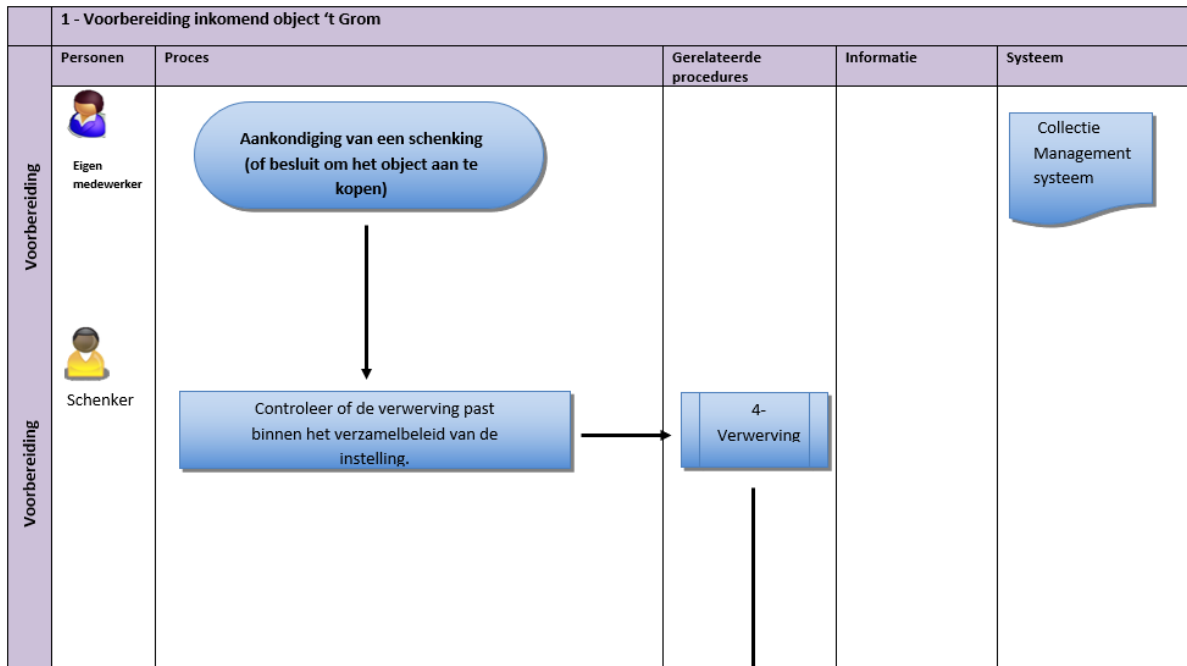 1 - Voorbereiding inkomend object ‘t Grom
Personen
Proces
Gerelateerde
procedures
Informatie
Systeem
Voorbereiding
Eigen
medewerker
Aankondiging van een schenking
(of besluit om het object aan te
kopen)
Collectie
Management
systeem
Voorbereiding
Schenker
Controleer of de verwerving past
binnen het verzamelbeleid van de
instelling.
4-
Verwerving